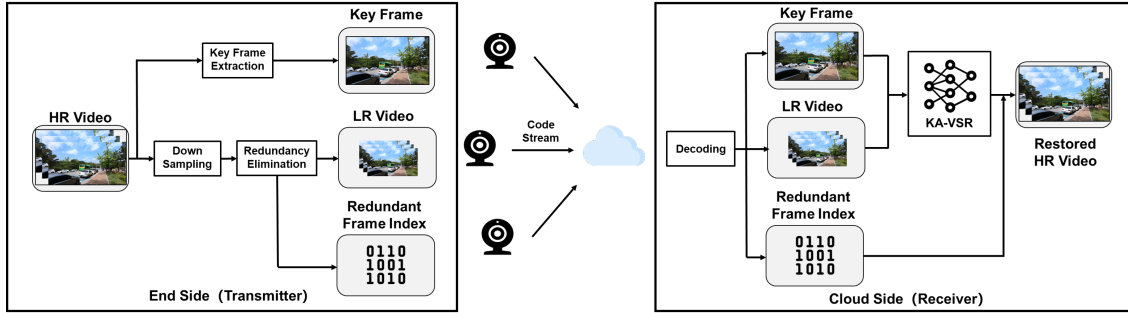 Key Frame
Key Frame
Extraction
HR Video
LR Video
Down
Sampling
Redundancy
Elimination
Redundant
Frame Index
0110
1001
1010
End Side（Transmitter）
Code
Stream
Key Frame
LR Video
Decoding
KA-VSR
Restored
HR Video
Redundant
Frame Index
0110
1001
1010
Cloud Side（Receiver）